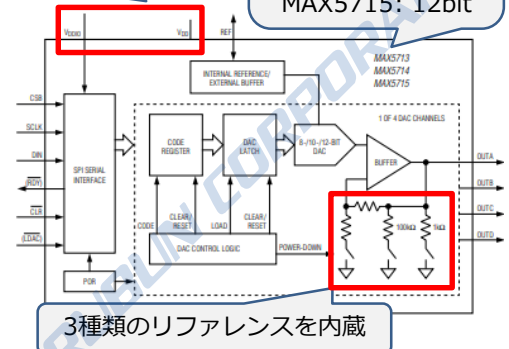 MAX5715: 12bit
VDDIO
VDD
REF
MAX5713
MAX5714
MAX5715
INTERNAL REFERENCE/
EXTERNAL BUFFER
1 OF 4 DAC CHANNELS
CSB
SCLK
DIN
(RDY)
CLR
(LDAC)
SPI SERIAL
INTERFACE
CODE
REGISTER
DAC
LATCH
8-/10-/12-BIT
DAC
BUFFER
OUTA
OUTB
OUTC
OUTD
CODE
CLEAR/
RESET
LOAD
CLEAR/
RESET
100kΩ
1kΩ
DAC CONTROL LOGIC
POWER-DOWN
POR
3種類のリファレンスを内蔵
RUBLIN CORPORA